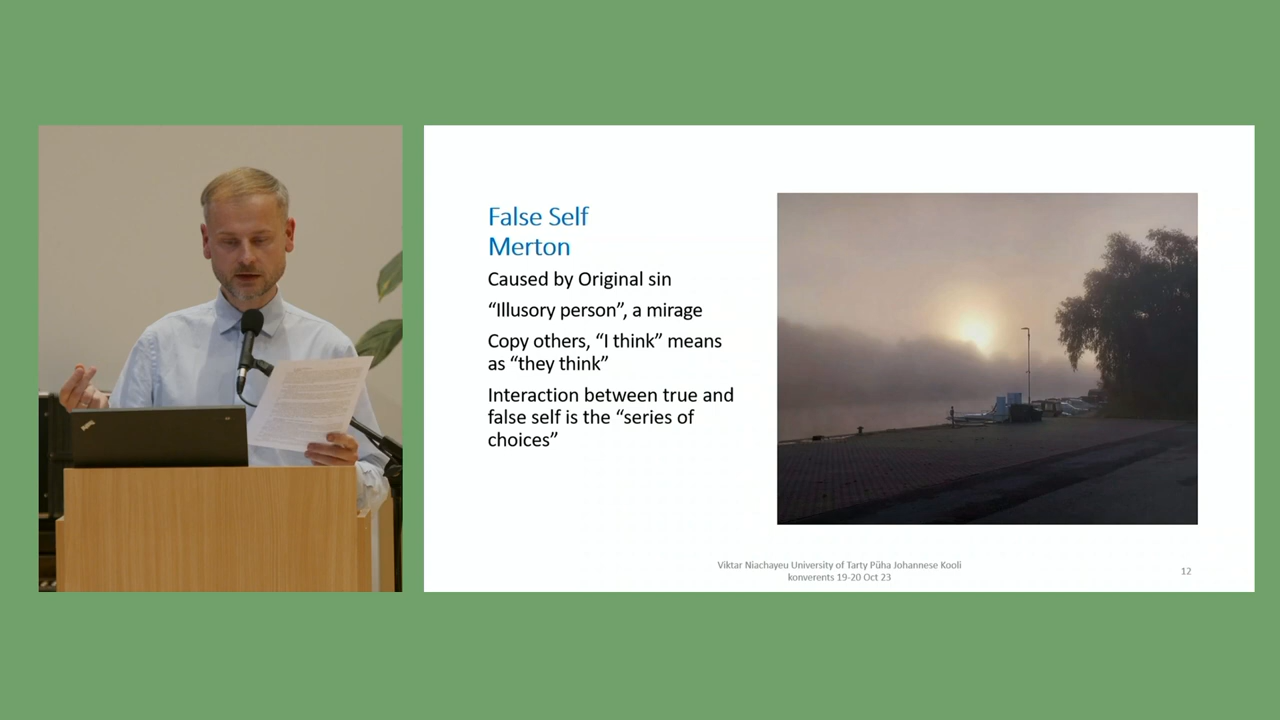 False Self
Merton
Caused by Original sin
“Illusory person”, a mirage
Copy others, “I think” means
as “they think”
Interaction between true and
false self is the “series of
choices”
Viktar Niachayeu University of Tarty Püha Johannese Kooli
konverents 19-20 Oct 23
12